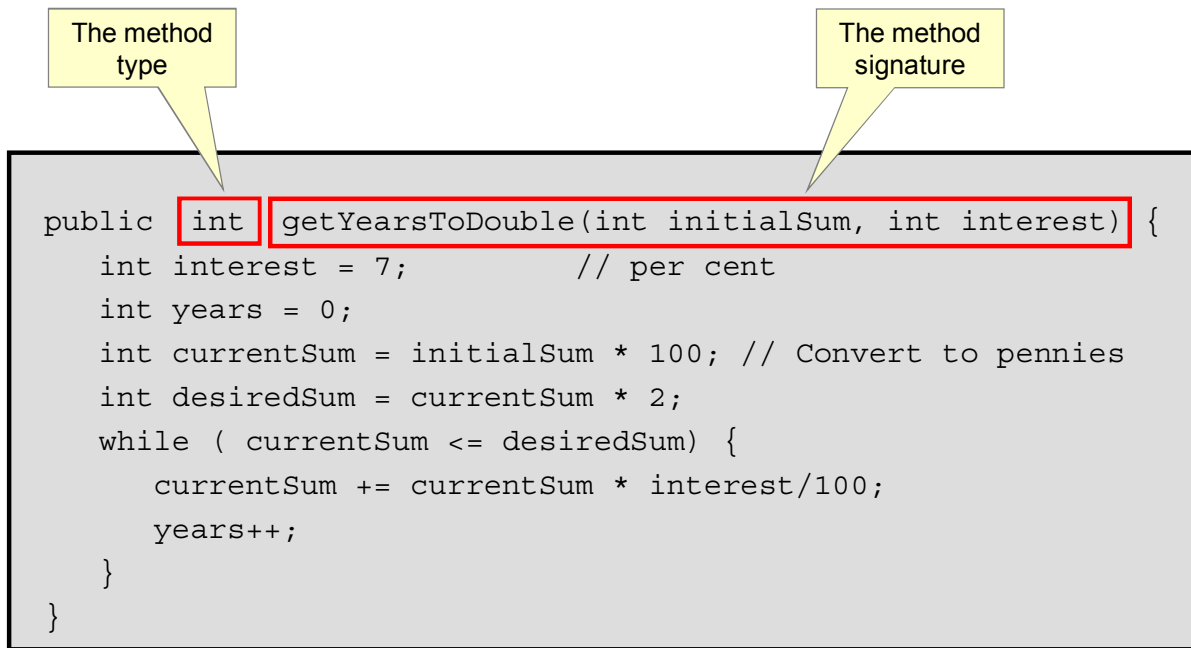 The method
type
The method
signature
public int getYearsToDouble(int initialSum, int interest) {
int interest = 7; // per cent
int years = 0;
int currentSum = initialSum * 100; // Convert to pennies
int desiredSum = currentSum * 2;
while ( currentSum <= desiredSum) {
currentSum += currentSum * interest/100;
years++;
}
}